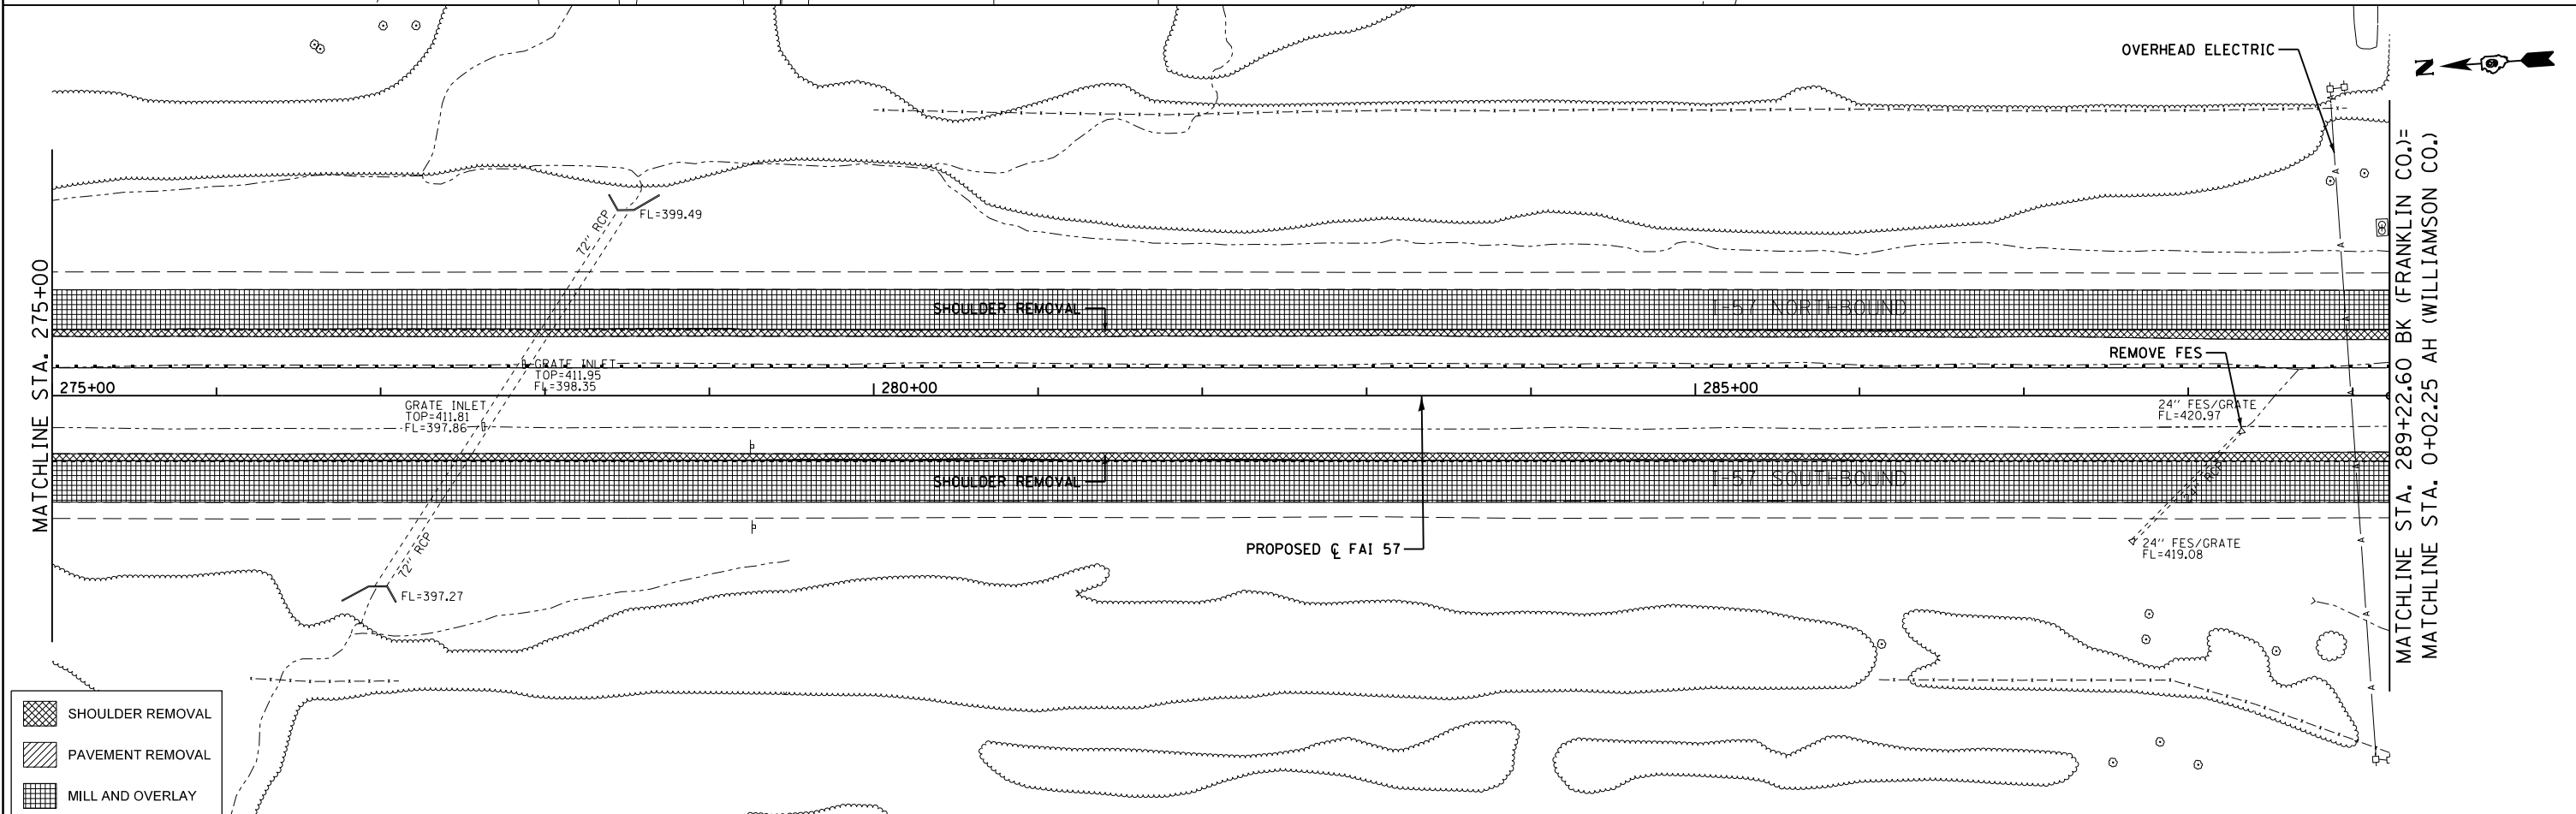 OVERHEAD ELECTRIC
N
MATCHLINE STA. 275+00
72" RCP
FL=399.49
SHOULDER REMOVAL
I-57 NORTHBOUND
REMOVE FES
GRATE INLET
TOP=411.95
FL=398.35
275+00
280+00
285+00
GRATE INLET
TOP=411.81
FL=397.86
24" FES/GRATE
FL=420.97
SHOULDER REMOVAL
I-57 SOUTHBOUND
24" RCP
PROPOSED ℄ FAI 57
24" FES/GRATE
FL=419.08
72" RCP
FL=397.27
A
A
A
A
A
A
A
A
MATCHLINE STA. 289+22.60 BK (FRANKLIN CO.)=
MATCHLINE STA. 0+02.25 AH (WILLIAMSON CO.)
SHOULDER REMOVAL
PAVEMENT REMOVAL
MILL AND OVERLAY